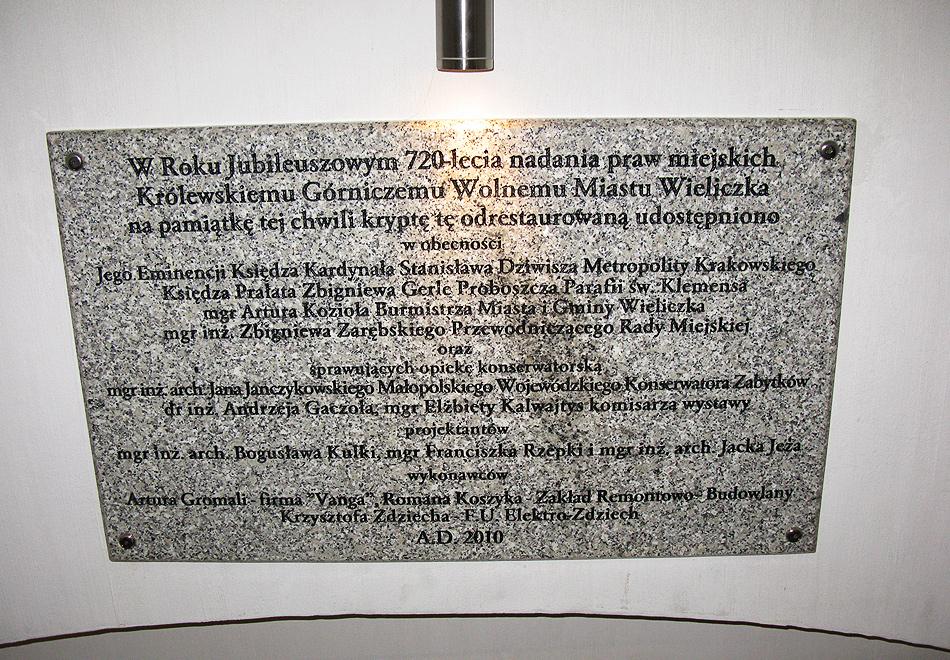 W Roku Jubileuszowym 720-lecia nadania praw miejskich
Królewskiemu Górniczemu Wolnemu Miastu Wieliczka
na pamiątkę tej chwili kryptę tę odrestaurowaną udostępniono
w obecności
Jego Eminencji Księdza Kardynała Stanisława Dziwisza Metropolity Krakowskiego
Księdza Prałata Zbigniewa Gerle Proboszcza Parafii św. Klemensa
mgr Artura Kozioła Burmistrza Miasta i Gminy Wieliczka
mgr inż. Zbigniewa Zarębskiego Przewodniczącego Rady Miejskiej
oraz
sprawujących opiekę konserwatorską
mgr inż. arch. Jana Janczykowskiego Małopolskiego Wojewódzkiego Konserwatora Zabytków
dr inż. Andrzeja Gaczoła, mgr Elżbiety Kalwajtys komisarza wystawy
projektantów
mgr inż. arch. Bogusława Kulki, mgr Franciszka Rzepki i mgr inż. arch. Jacka Jeża
wykonawców
Artura Gromali - firma "Vanga", Romana Koszyka - Zakład Remontowo- Budowlany
Krzysztofa Zdziecha - F.U. Elektro-Zdziech
A.D. 2010